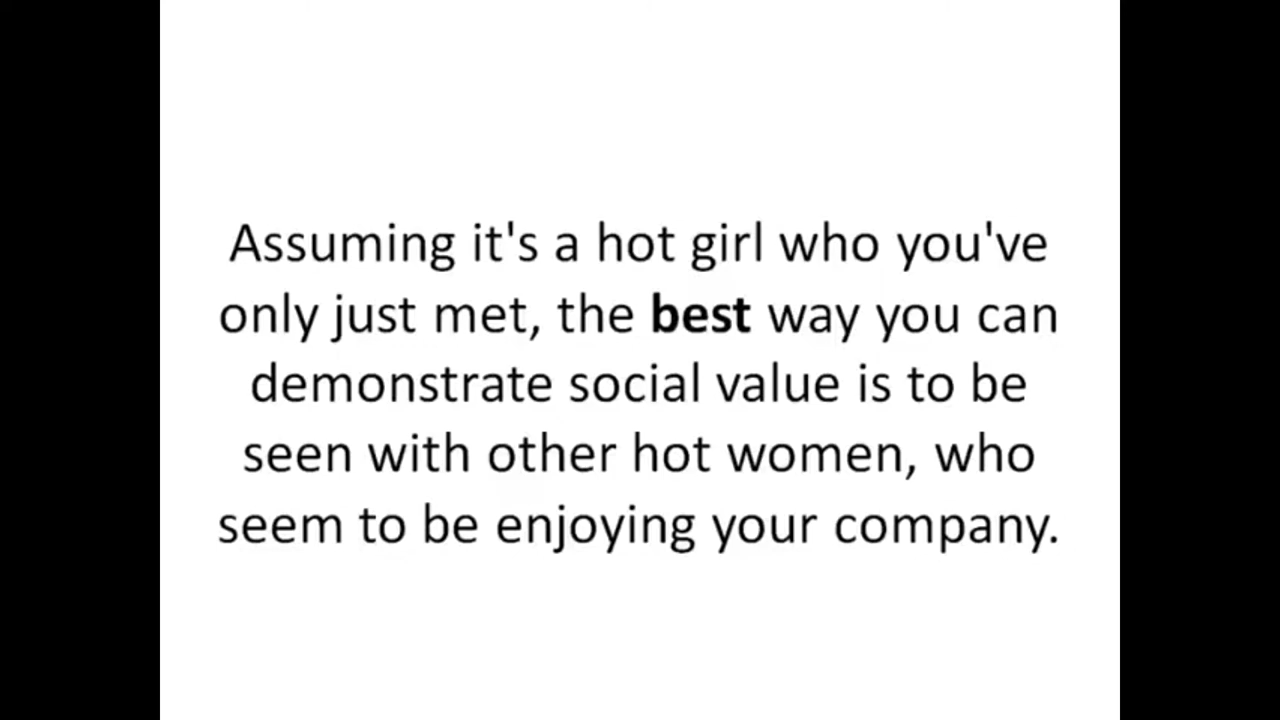 Assuming it's a hot girl who you've
only just met, the best way you can
demonstrate social value is to be
seen with other hot women, who
seem to be enjoying your company.